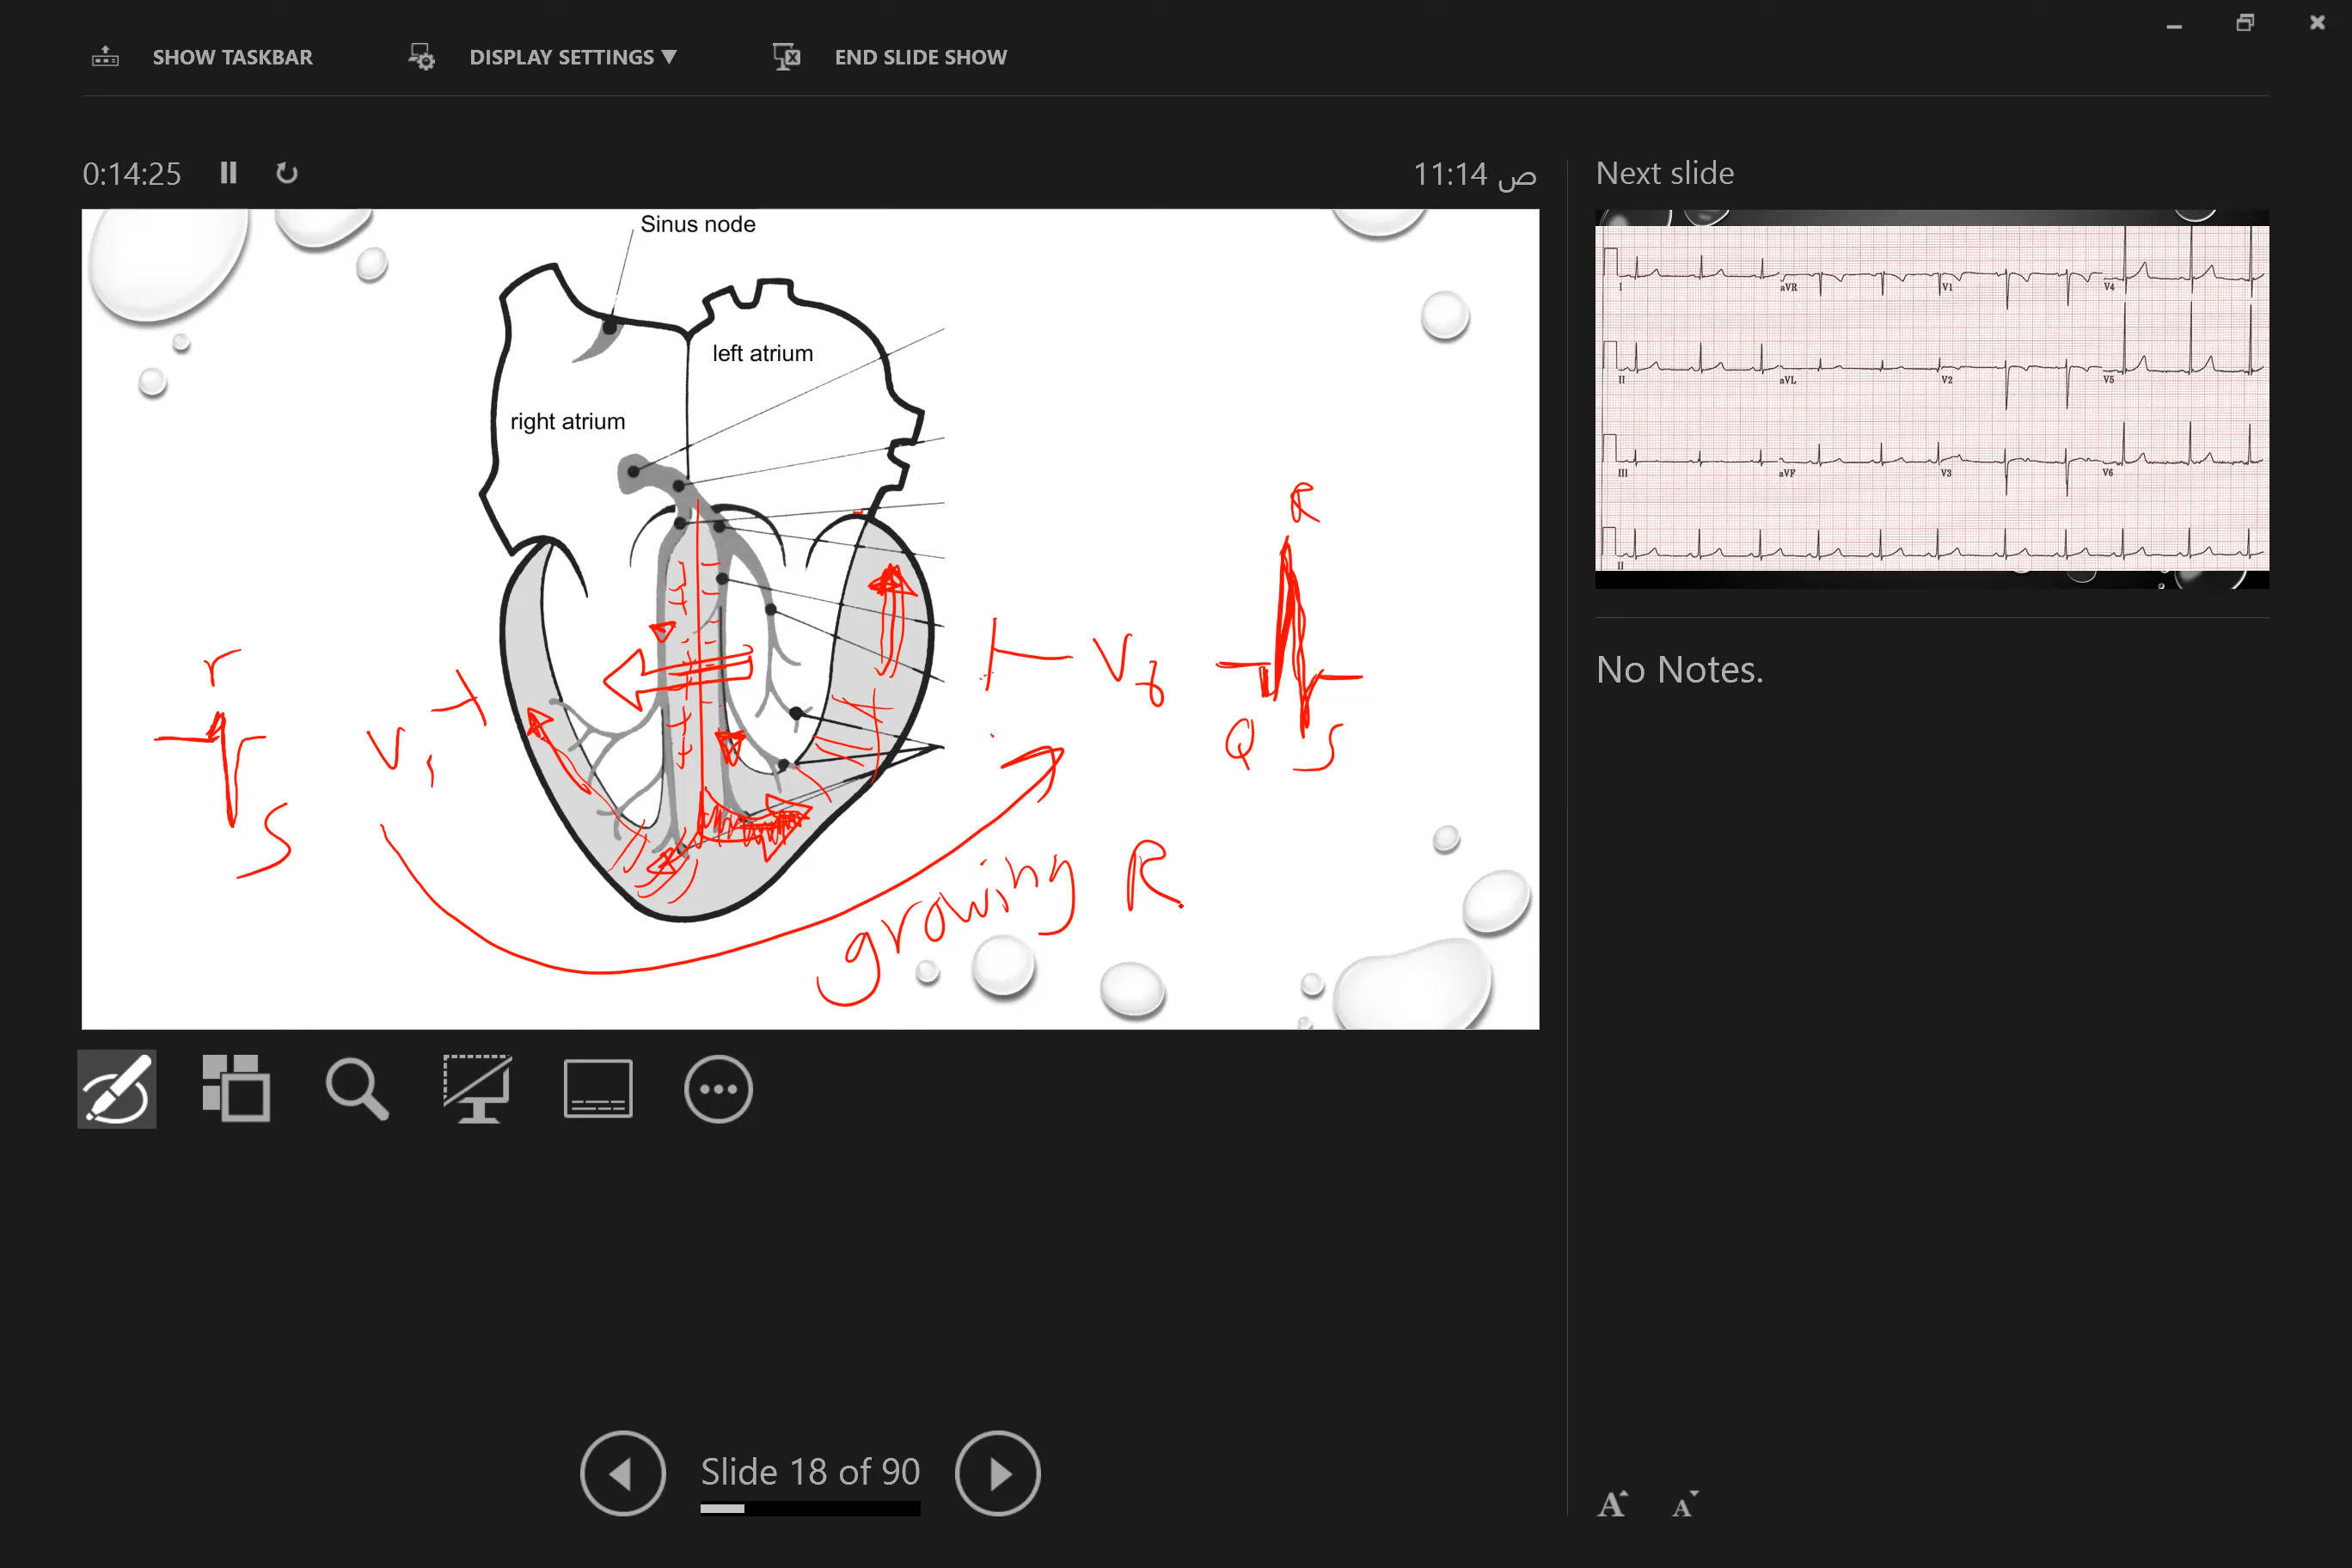 SHOW TASKBAR
DISPLAY SETTINGS ▼
END SLIDE SHOW
0:14:25
11:14 ص
Next slide
Sinus node
left atrium
right atrium
R
r
V1
V6
Q
S
S
growing R.
I
aVR
V1
V4
II
aVL
V2
V5
III
aVF
V3
V6
II
No Notes.
Slide 18 of 90
A
A